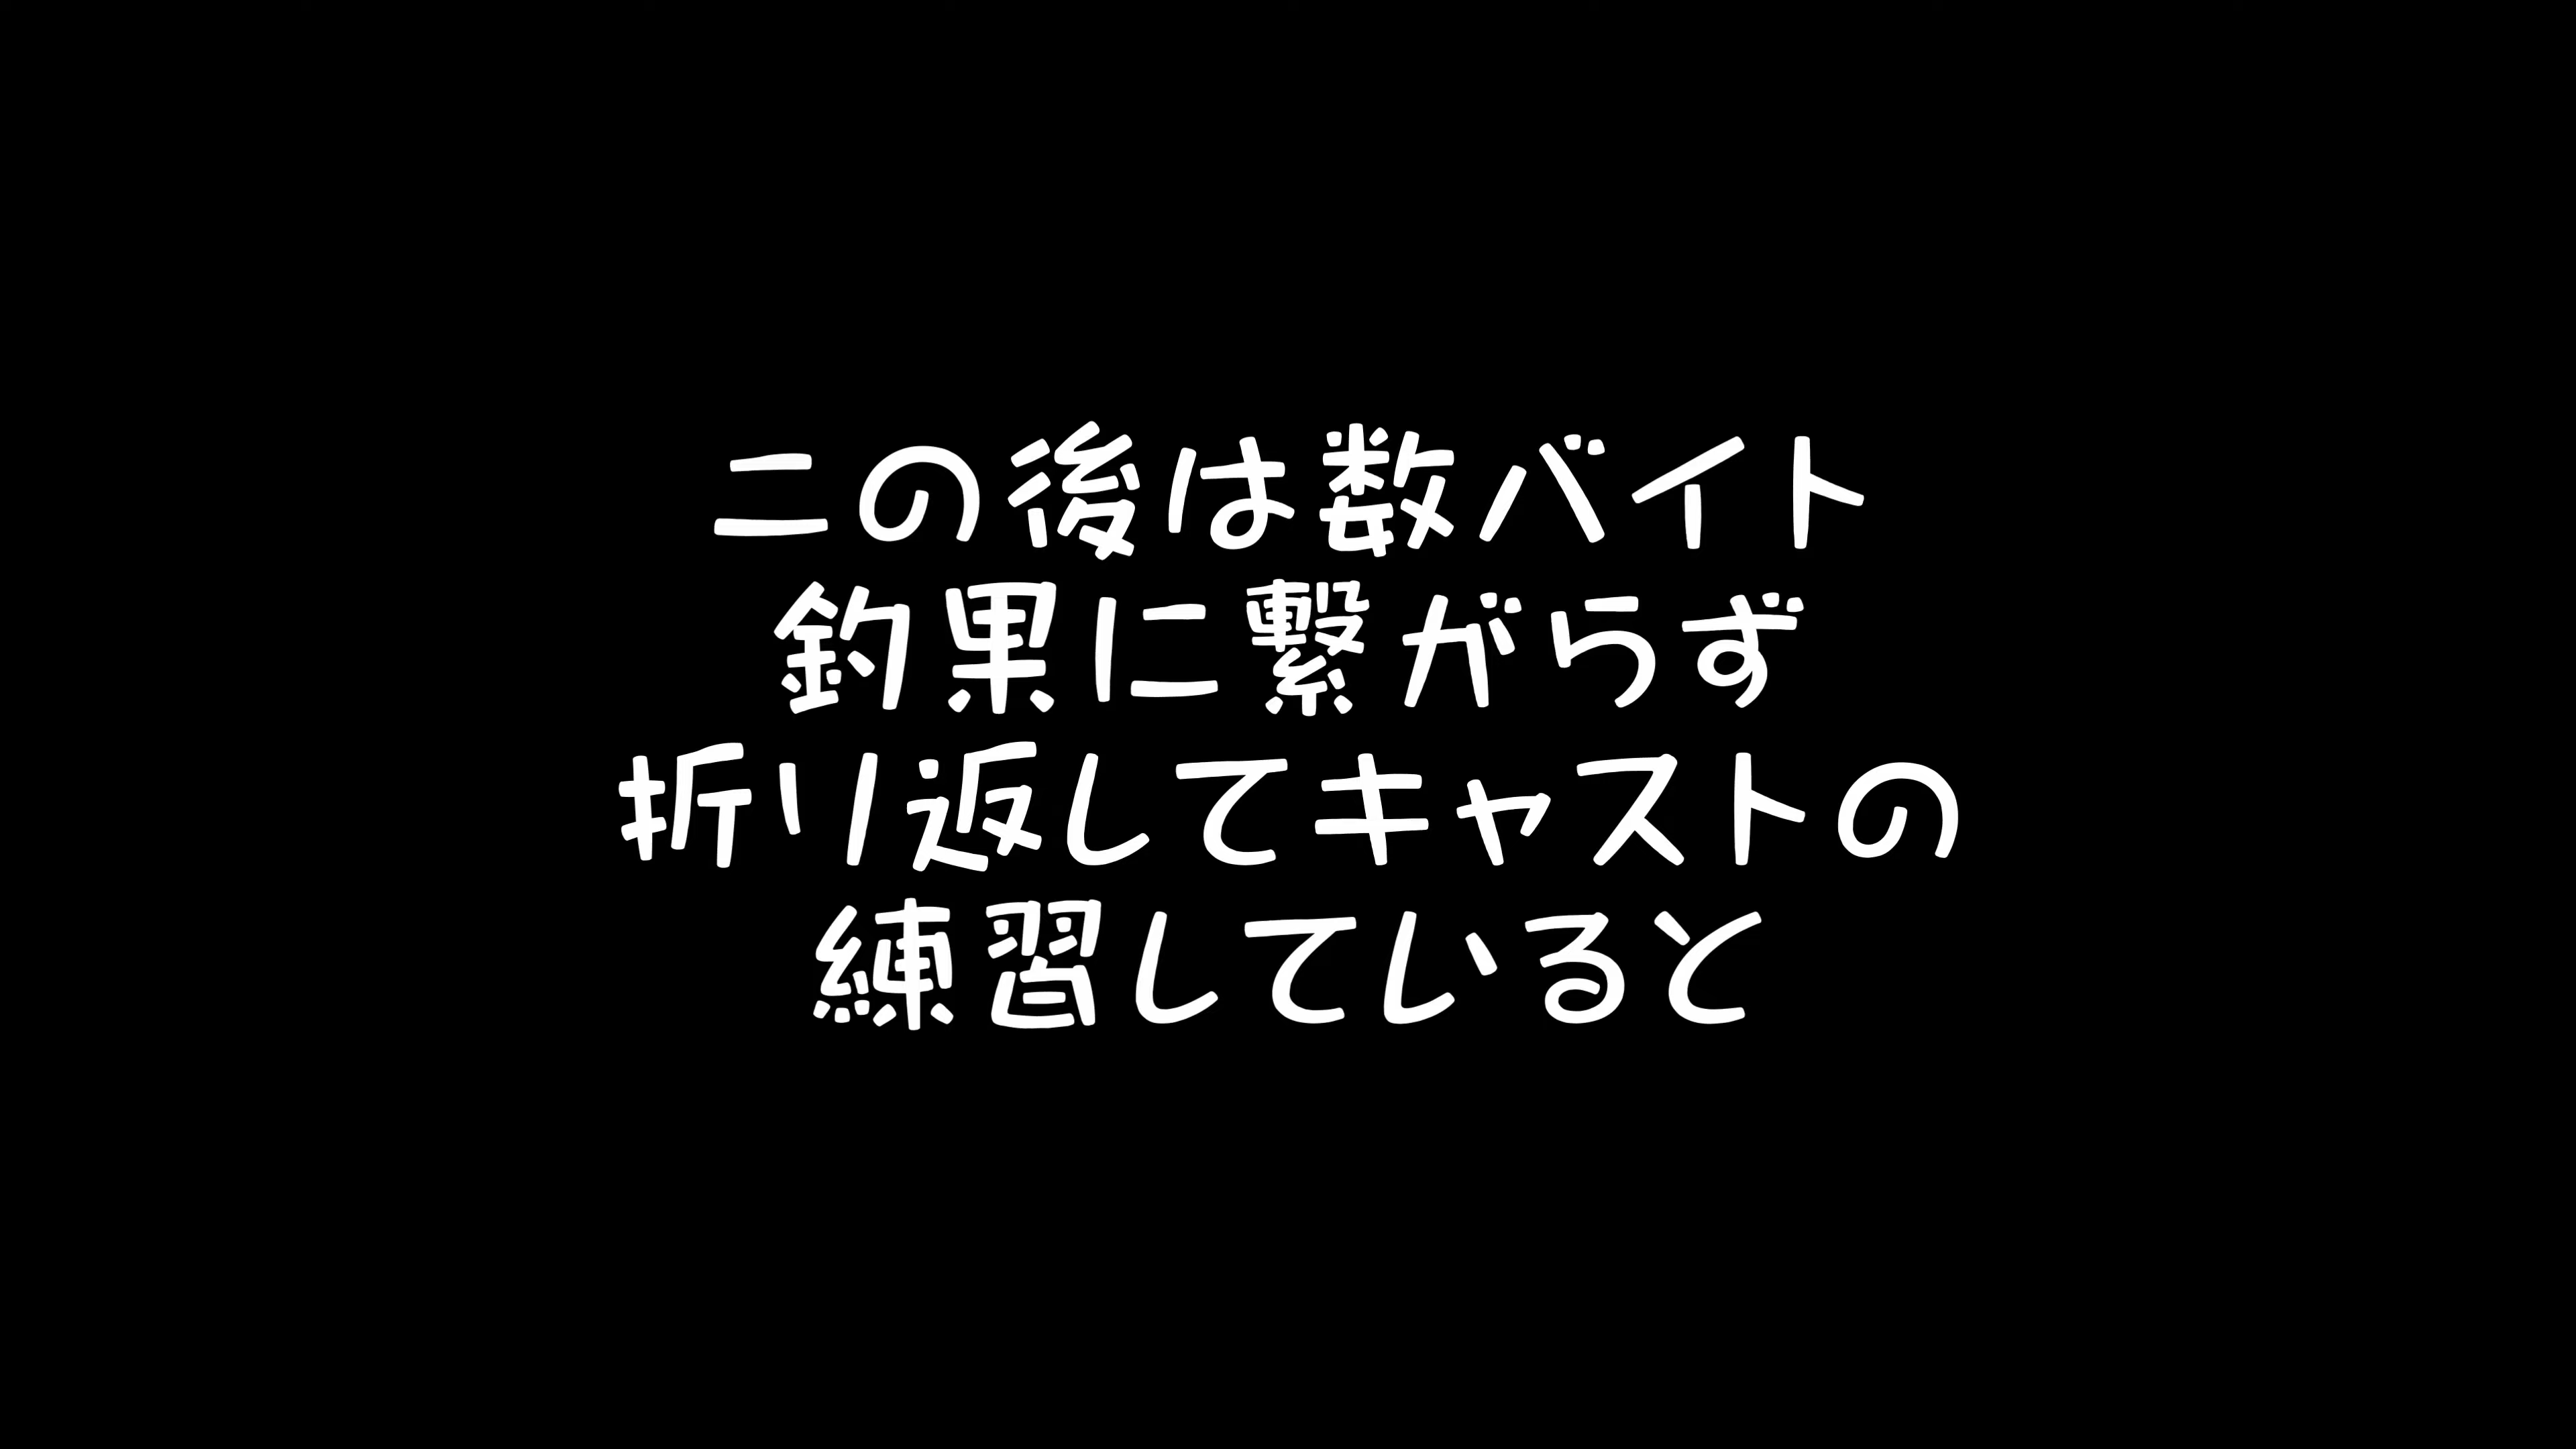 この後は数バイト
釣果に繋がらず
折り返してキャストの
練習していると